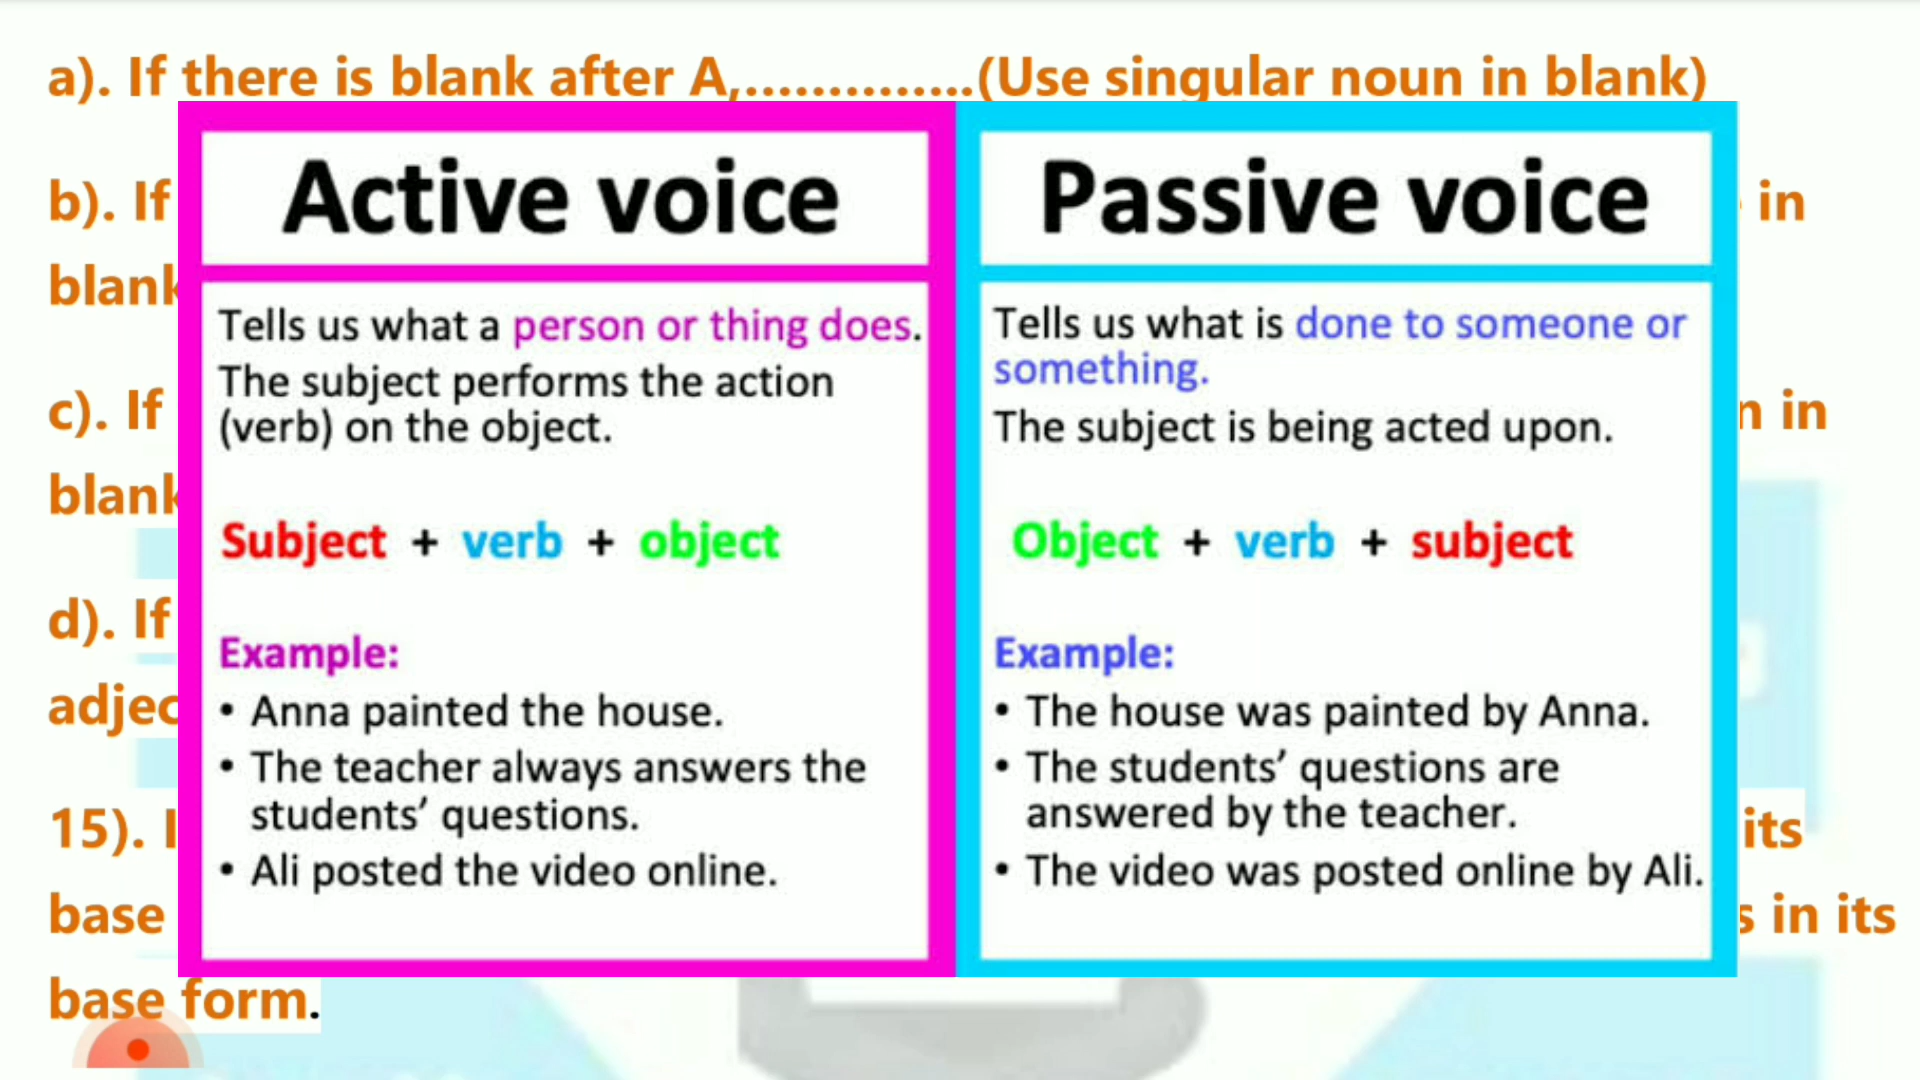 a). If there is blank after A,..............(Use singular noun in blank)
b). If in
blank
c). If in
blank
d). If
15). its
base in its
base form.
Active voice
Tells us what a person or thing does.
The subject performs the action
(verb) on the object.
Subject + verb + object
Example:
• Anna painted the house.
• The teacher always answers the
students’ questions.
• Ali posted the video online.
Passive voice
Tells us what is done to someone or
something.
The subject is being acted upon.
Object + verb + subject
Example:
• The house was painted by Anna.
• The students’ questions are
answered by the teacher.
• The video was posted online by Ali.